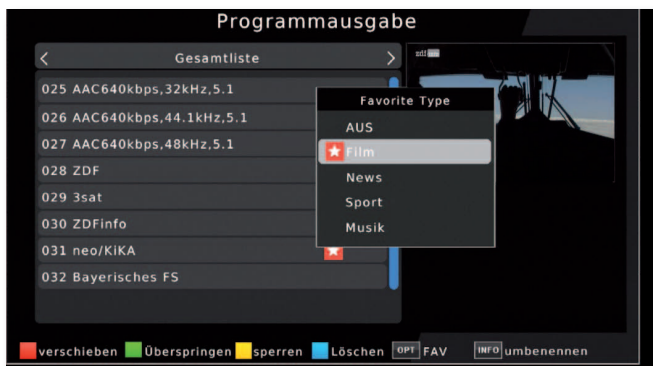 Programmausgabe
< Gesamtliste >
zdf neo
025 AAC640kbps,32kHz,5.1
026 AAC640kbps,44.1kHz,5.1
027 AAC640kbps,48kHz,5.1
028 ZDF
029 3sat
030 ZDFinfo
031 neo/KiKA
032 Bayerisches FS
Favorite Type
AUS
Film
News
Sport
Musik
verschieben Überspringen sperren Löschen OPT FAV INFO umbenennen